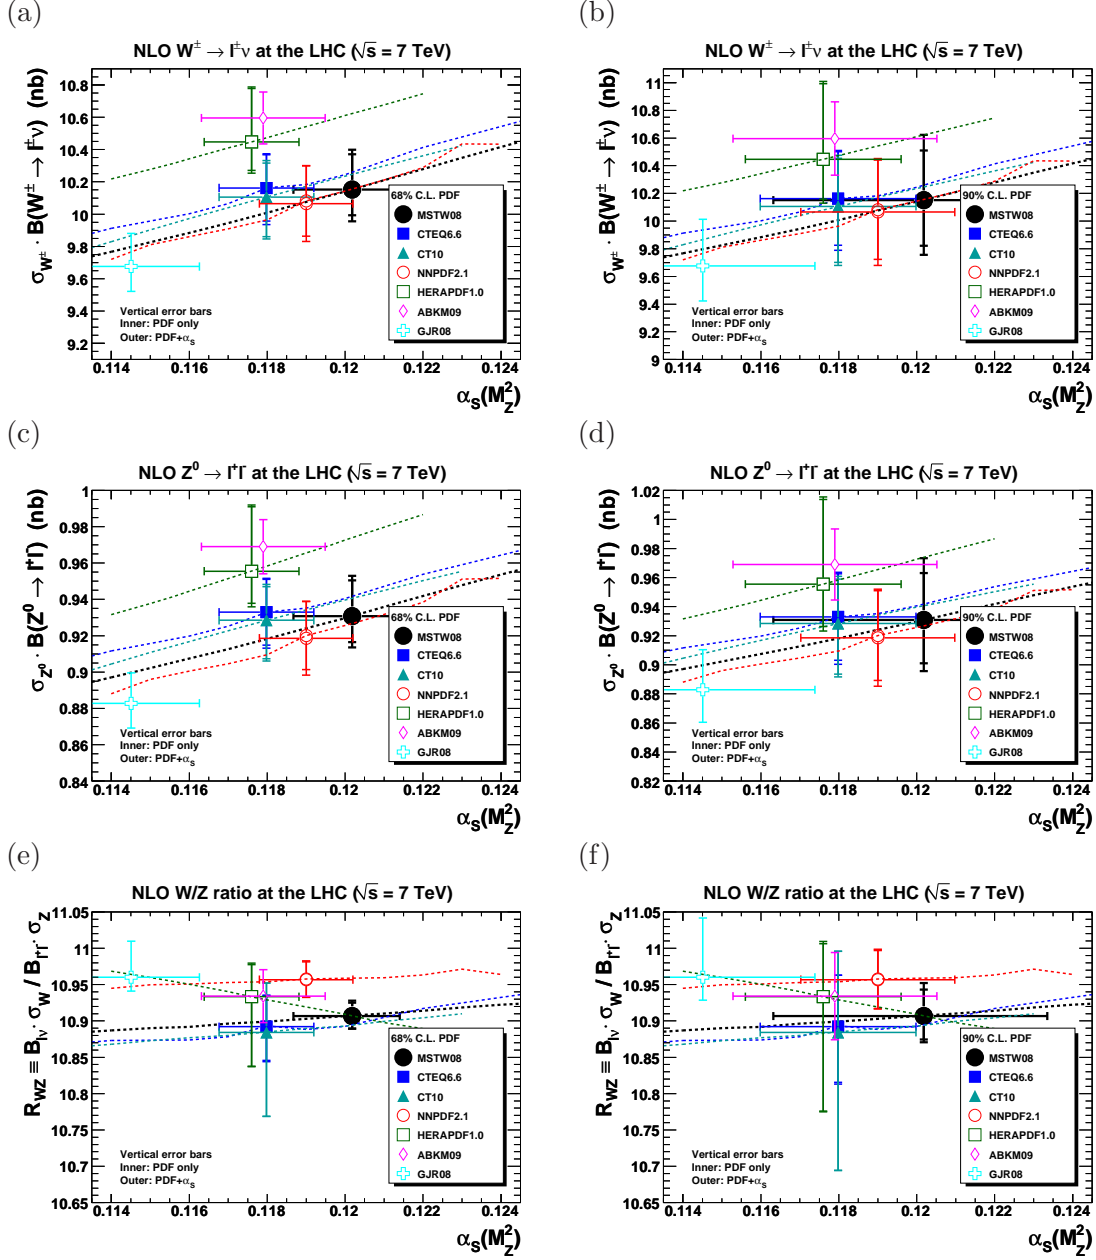 (a)
NLO W± → l±ν at the LHC (√s = 7 TeV)
σW± · B(W± → l±ν) (nb)
10.8
10.6
10.4
10.2
10
9.8
9.6
9.4
9.2
68% C.L. PDF
MSTW08
CTEQ6.6
CT10
NNPDF2.1
HERAPDF1.0
ABKM09
GJR08
Vertical error bars
Inner: PDF only
Outer: PDF+αS
0.114 0.116 0.118 0.12 0.122 0.124
αS(M²Z)
(b)
NLO W± → l±ν at the LHC (√s = 7 TeV)
σW± · B(W± → l±ν) (nb)
11
10.8
10.6
10.4
10.2
10
9.8
9.6
9.4
9.2
9
90% C.L. PDF
MSTW08
CTEQ6.6
CT10
NNPDF2.1
HERAPDF1.0
ABKM09
GJR08
Vertical error bars
Inner: PDF only
Outer: PDF+αS
0.114 0.116 0.118 0.12 0.122 0.124
αS(M²Z)
(c)
NLO Z⁰ → l⁺l⁻ at the LHC (√s = 7 TeV)
σZ⁰ · B(Z⁰ → l⁺l⁻) (nb)
1
0.98
0.96
0.94
0.92
0.9
0.88
0.86
0.84
68% C.L. PDF
MSTW08
CTEQ6.6
CT10
NNPDF2.1
HERAPDF1.0
ABKM09
GJR08
Vertical error bars
Inner: PDF only
Outer: PDF+αS
0.114 0.116 0.118 0.12 0.122 0.124
αS(M²Z)
(d)
NLO Z⁰ → l⁺l⁻ at the LHC (√s = 7 TeV)
σZ⁰ · B(Z⁰ → l⁺l⁻) (nb)
1.02
1
0.98
0.96
0.94
0.92
0.9
0.88
0.86
0.84
0.82
90% C.L. PDF
MSTW08
CTEQ6.6
CT10
NNPDF2.1
HERAPDF1.0
ABKM09
GJR08
Vertical error bars
Inner: PDF only
Outer: PDF+αS
0.114 0.116 0.118 0.12 0.122 0.124
αS(M²Z)
(e)
NLO W/Z ratio at the LHC (√s = 7 TeV)
RWZ ≡ Blν · σW / Bl⁺l⁻ · σZ
11.05
11
10.95
10.9
10.85
10.8
10.75
10.7
10.65
68% C.L. PDF
MSTW08
CTEQ6.6
CT10
NNPDF2.1
HERAPDF1.0
ABKM09
GJR08
Vertical error bars
Inner: PDF only
Outer: PDF+αS
0.114 0.116 0.118 0.12 0.122 0.124
αS(M²Z)
(f)
NLO W/Z ratio at the LHC (√s = 7 TeV)
RWZ ≡ Blν · σW / Bl⁺l⁻ · σZ
11.05
11
10.95
10.9
10.85
10.8
10.75
10.7
10.65
90% C.L. PDF
MSTW08
CTEQ6.6
CT10
NNPDF2.1
HERAPDF1.0
ABKM09
GJR08
Vertical error bars
Inner: PDF only
Outer: PDF+αS
0.114 0.116 0.118 0.12 0.122 0.124
αS(M²Z)